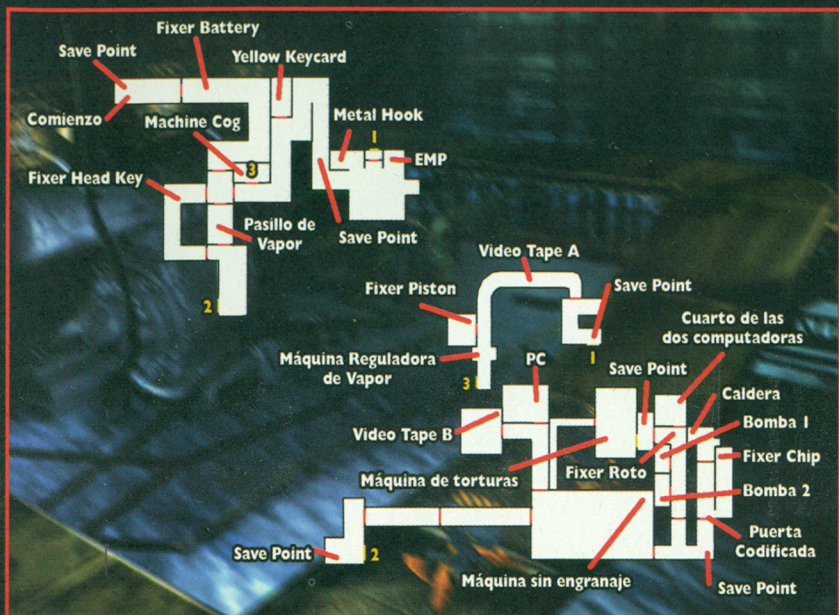 Fixer Battery
Save Point
Yellow Keycard
Comienzo
Machine Cog
Metal Hook
1
EMP
3
Fixer Head Key
Pasillo de
Vapor
Save Point
2
Video Tape A
Fixer Piston
Save Point
Cuarto de las
dos computadoras
Máquina Reguladora
de Vapor
3
PC
1
Save Point
Caldera
Video Tape B
Bomba 1
Máquina de torturas
Fixer Roto
Fixer Chip
Bomba 2
Puerta
Codificada
Save Point
2
Máquina sin engranaje
Save Point